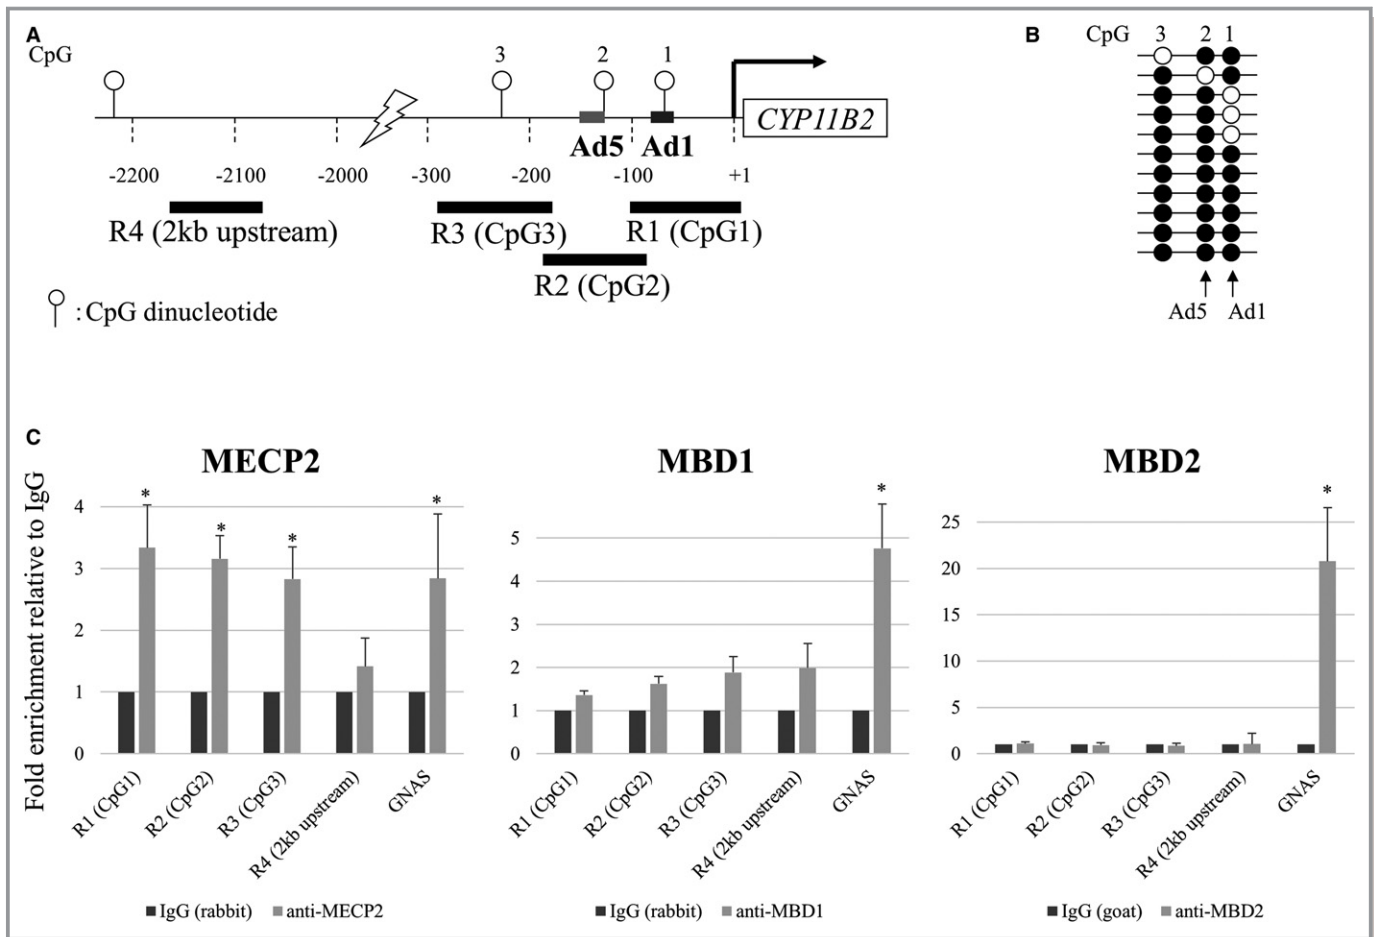 A
CpG
3 2 1
CYP11B2
Ad5 Ad1
-2200 -2100 -2000 -300 -200 -100 +1
R4 (2kb upstream) R3 (CpG3) R1 (CpG1)
R2 (CpG2)
: CpG dinucleotide
B
CpG 3 2 1
Ad5 Ad1
C
Fold enrichment relative to IgG
MECP2
* * * *
4
3
2
1
0
R1 (CpG1)
R2 (CpG2)
R3 (CpG3)
R4 (2kb upstream)
GNAS
IgG (rabbit) anti-MECP2
MBD1
*
5
4
3
2
1
0
R1 (CpG1)
R2 (CpG2)
R3 (CpG3)
R4 (2kb upstream)
GNAS
IgG (rabbit) anti-MBD1
MBD2
*
25
20
15
10
5
0
R1 (CpG1)
R2 (CpG2)
R3 (CpG3)
R4 (2kb upstream)
GNAS
IgG (goat) anti-MBD2